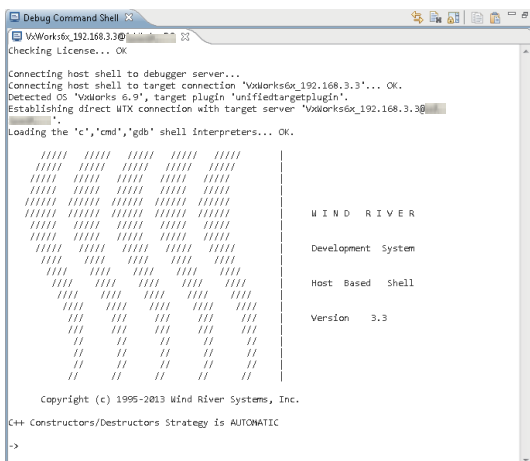 Debug Command Shell
VxWorks6x_192.168.3.3@
Checking License... OK
Connecting host shell to debugger server...
Connecting host shell to target connection 'VxWorks6x_192.168.3.3'... OK.
Detected OS 'VxWorks 6.9', target plugin 'unifiedtargetplugin'.
Establishing direct WTX connection with target server 'VxWorks6x_192.168.3.3@
'.
Loading the 'c','cmd','gdb' shell interpreters... OK.
W I N D   R I V E R
Development System
Host Based Shell
Version 3.3
Copyright (c) 1995-2013 Wind River Systems, Inc.
C++ Constructors/Destructors Strategy is AUTOMATIC
->